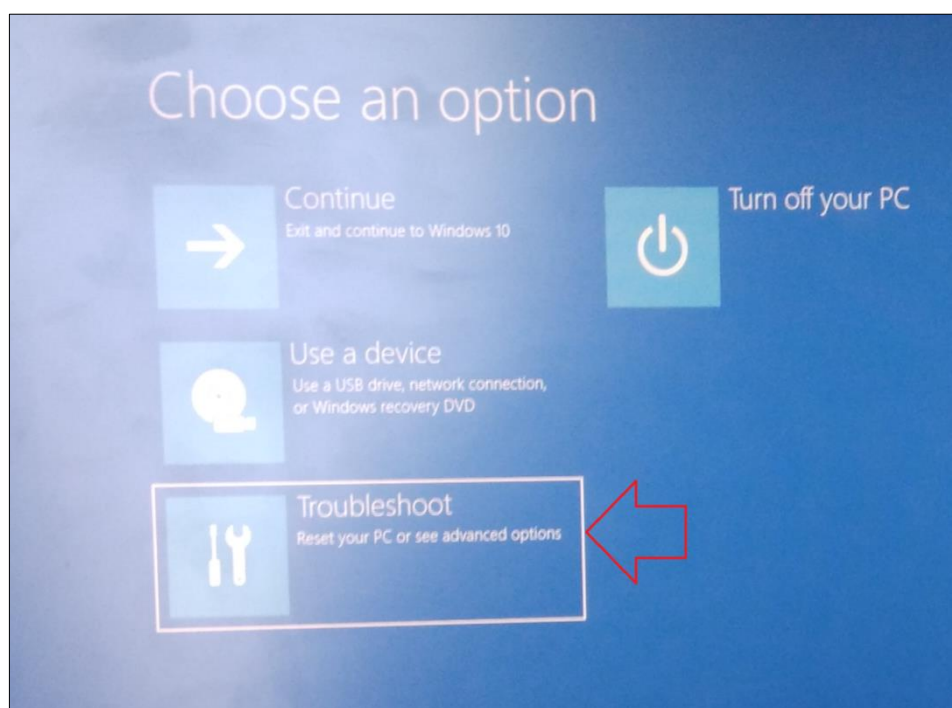 Choose an option
Continue
Exit and continue to Windows 10
Turn off your PC
Use a device
Use a USB drive, network connection,
or Windows recovery DVD
Troubleshoot
Reset your PC or see advanced options